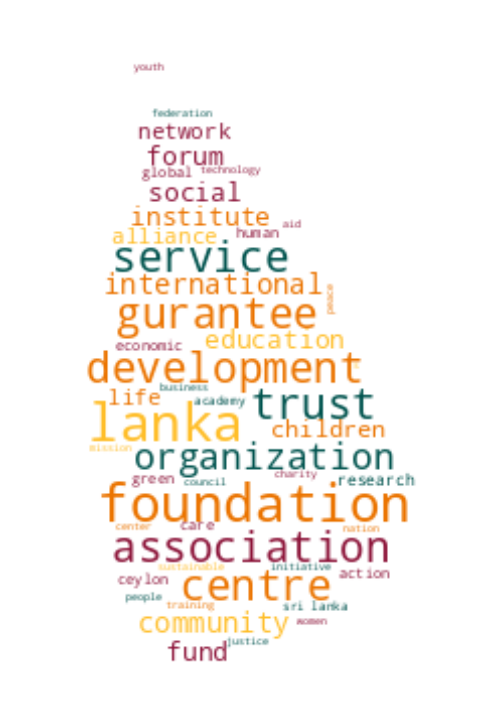 youth
federation
network
forum
global technology
social
institute aid
alliance human
service
international
peace
gurantee
economic education
development
business
life academy trust
lanka children
mission organization
green council charity research
foundation
center care nation
association
sustainable initiative
ceylon centre action
people training sri lanka
community women
justice
fund